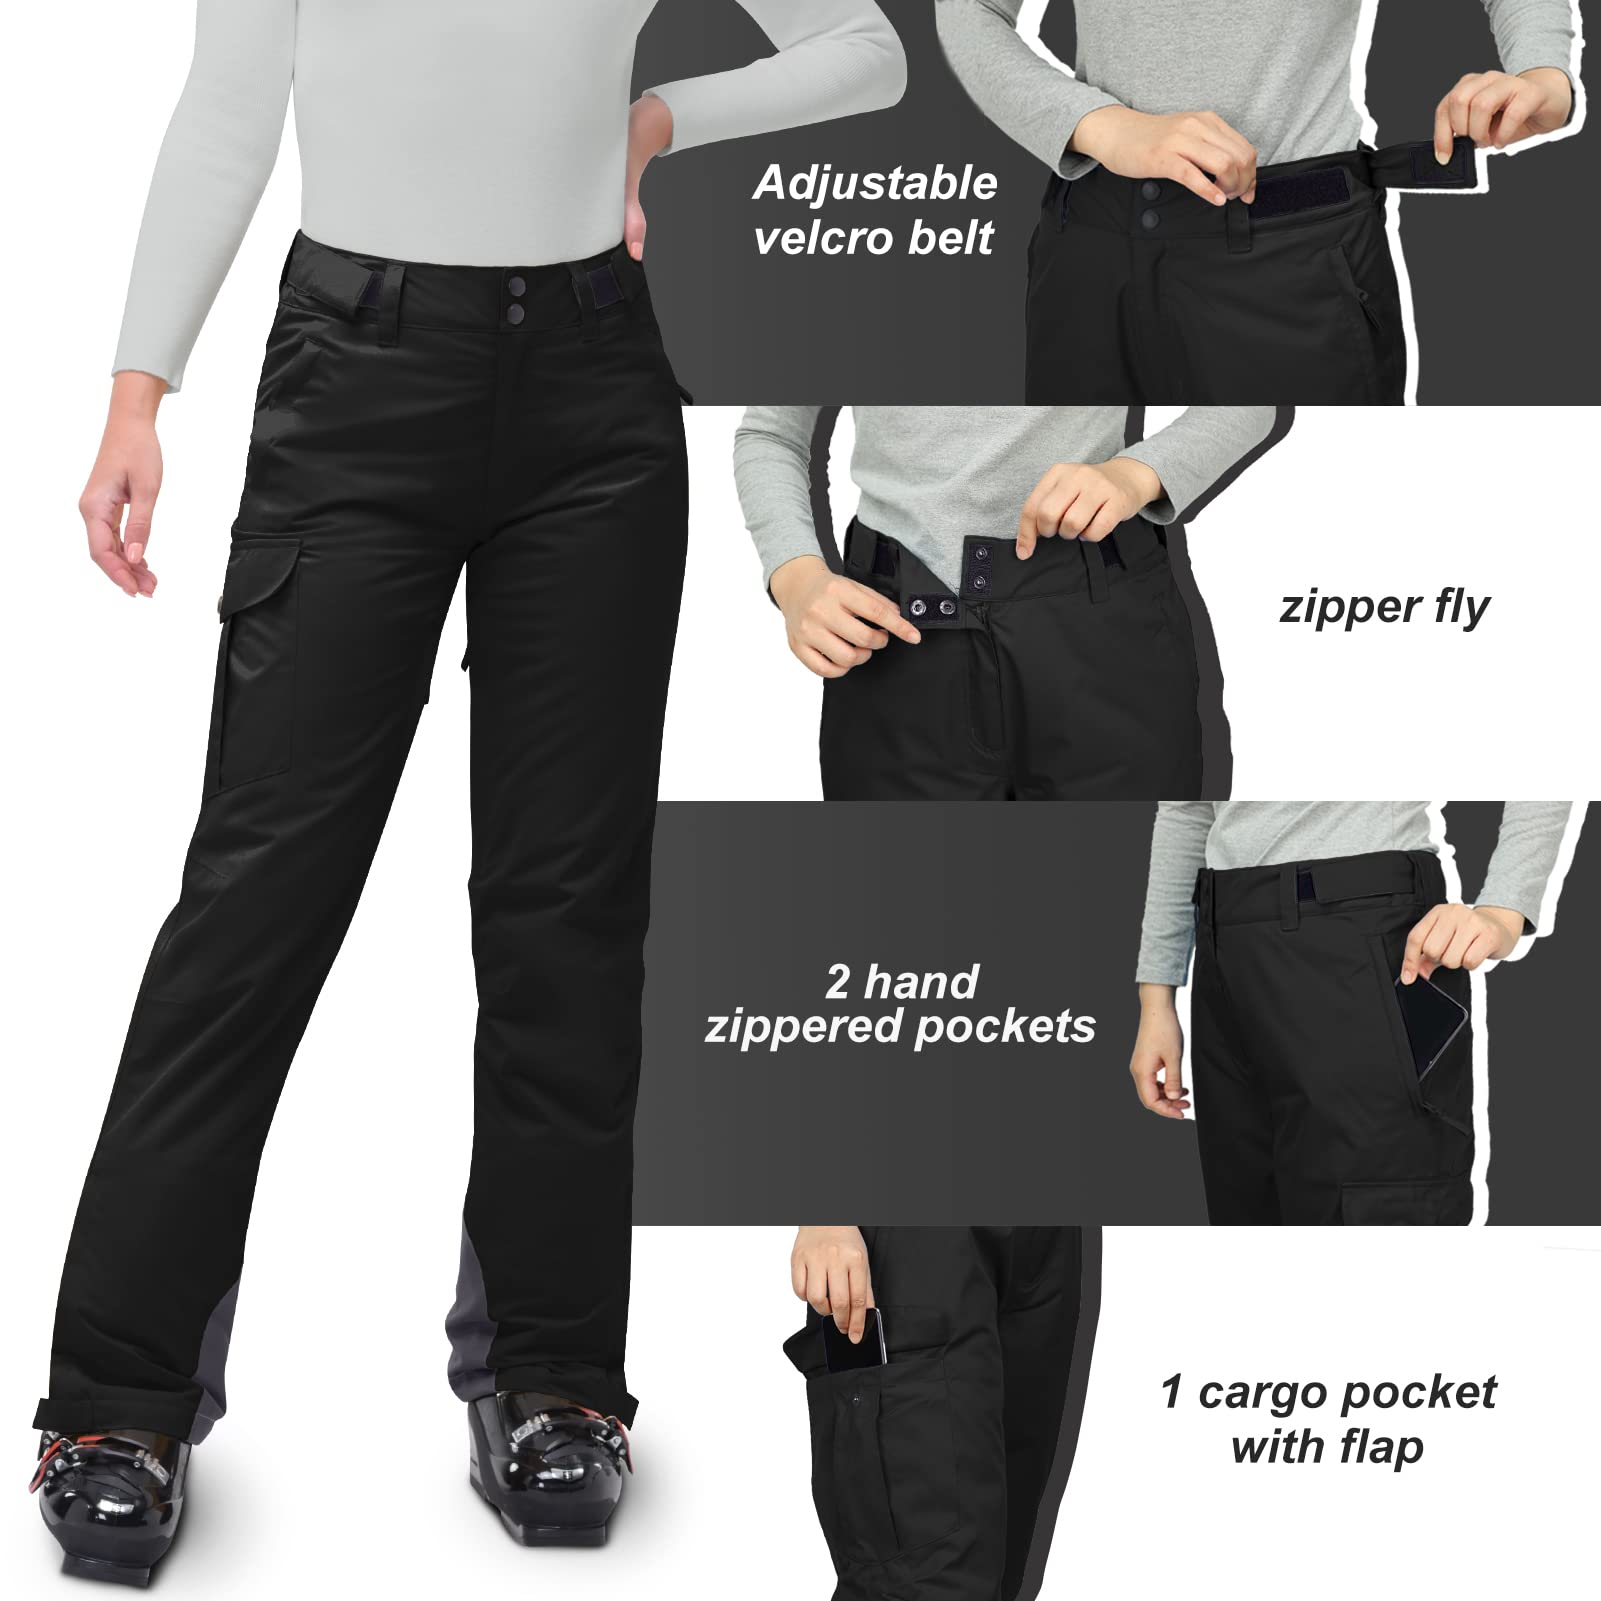 Adjustable
velcro belt
zipper fly
2 hand
zippered pockets
1 cargo pocket
with flap